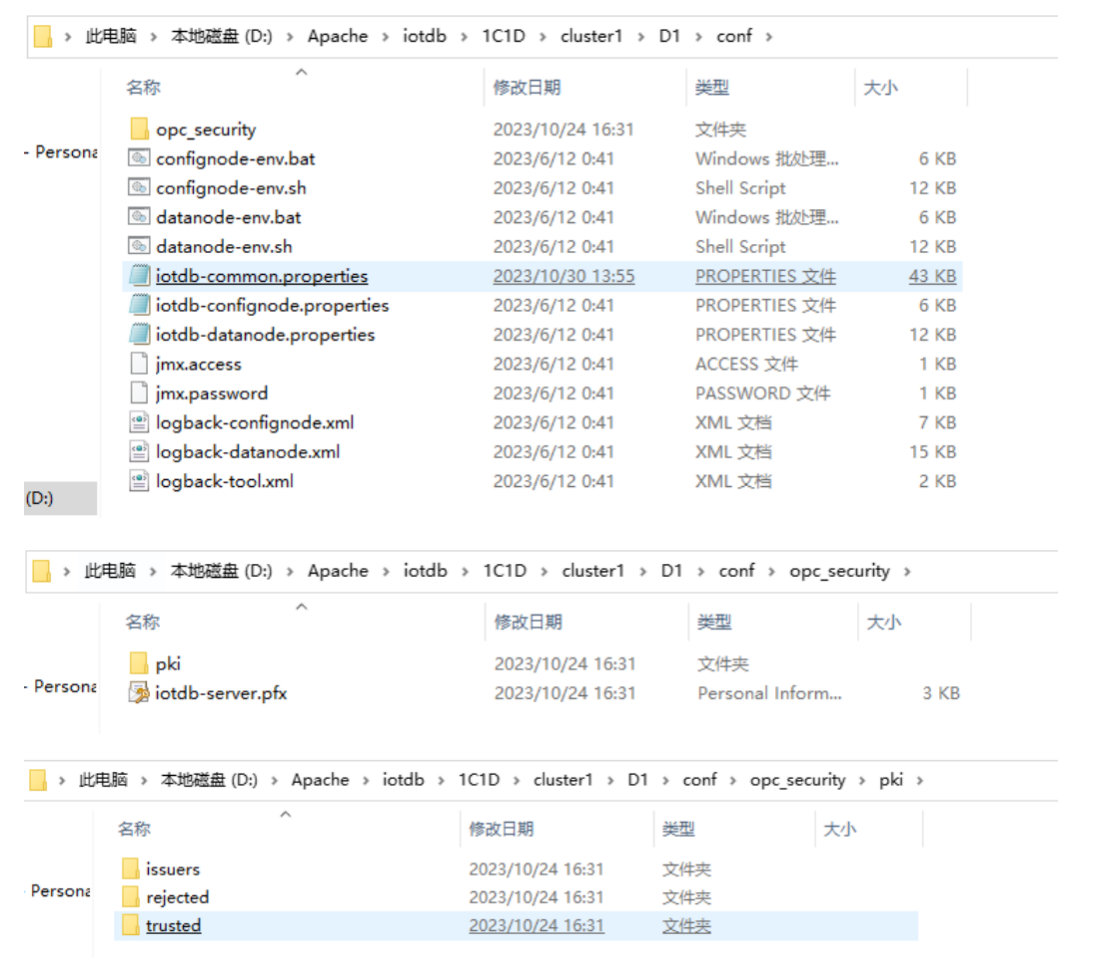 此电脑 › 本地磁盘 (D:) › Apache › iotdb › 1C1D › cluster1 › D1 › conf ›
名称 修改日期 类型 大小
opc_security 2023/10/24 16:31 文件夹
- Persona
confignode-env.bat 2023/6/12 0:41 Windows 批处理... 6 KB
confignode-env.sh 2023/6/12 0:41 Shell Script 12 KB
datanode-env.bat 2023/6/12 0:41 Windows 批处理... 6 KB
datanode-env.sh 2023/6/12 0:41 Shell Script 12 KB
iotdb-common.properties 2023/10/30 13:55 PROPERTIES 文件 43 KB
iotdb-confignode.properties 2023/6/12 0:41 PROPERTIES 文件 6 KB
iotdb-datanode.properties 2023/6/12 0:41 PROPERTIES 文件 12 KB
jmx.access 2023/6/12 0:41 ACCESS 文件 1 KB
jmx.password 2023/6/12 0:41 PASSWORD 文件 1 KB
logback-confignode.xml 2023/6/12 0:41 XML 文档 7 KB
logback-datanode.xml 2023/6/12 0:41 XML 文档 15 KB
logback-tool.xml 2023/6/12 0:41 XML 文档 2 KB
(D:)
此电脑 › 本地磁盘 (D:) › Apache › iotdb › 1C1D › cluster1 › D1 › conf › opc_security ›
名称 修改日期 类型 大小
pki 2023/10/24 16:31 文件夹
- Persona
iotdb-server.pfx 2023/10/24 16:31 Personal Inform... 3 KB
此电脑 › 本地磁盘 (D:) › Apache › iotdb › 1C1D › cluster1 › D1 › conf › opc_security › pki ›
名称 修改日期 类型 大小
issuers 2023/10/24 16:31 文件夹
- Persona
rejected 2023/10/24 16:31 文件夹
trusted 2023/10/24 16:31 文件夹